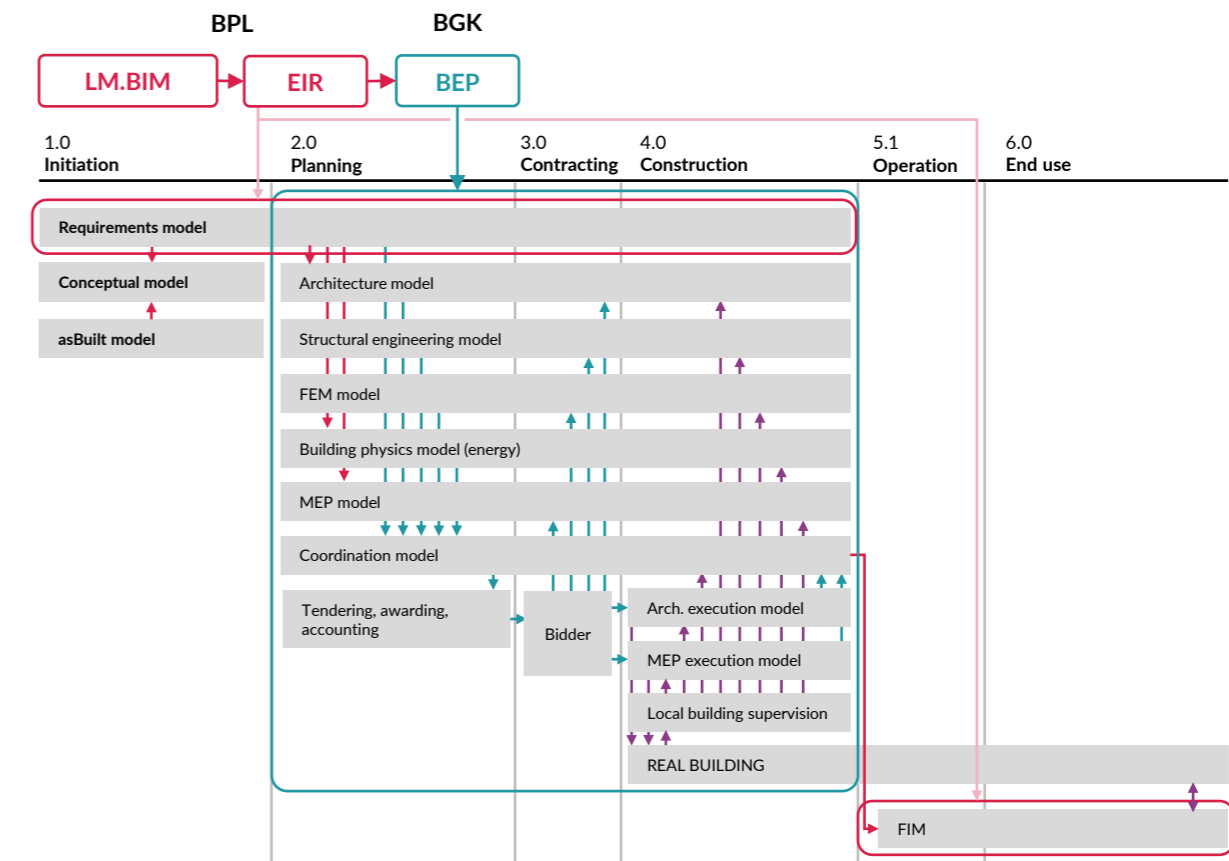 BPL
BGK
LM.BIM
EIR
BEP
1.0
Initiation
2.0
Planning
3.0
Contracting
4.0
Construction
5.1
Operation
6.0
End use
Requirements model
Conceptual model
Architecture model
asBuilt model
Structural engineering model
FEM model
Building physics model (energy)
MEP model
Coordination model
Tendering, awarding,
accounting
Bidder
Arch. execution model
MEP execution model
Local building supervision
REAL BUILDING
FIM